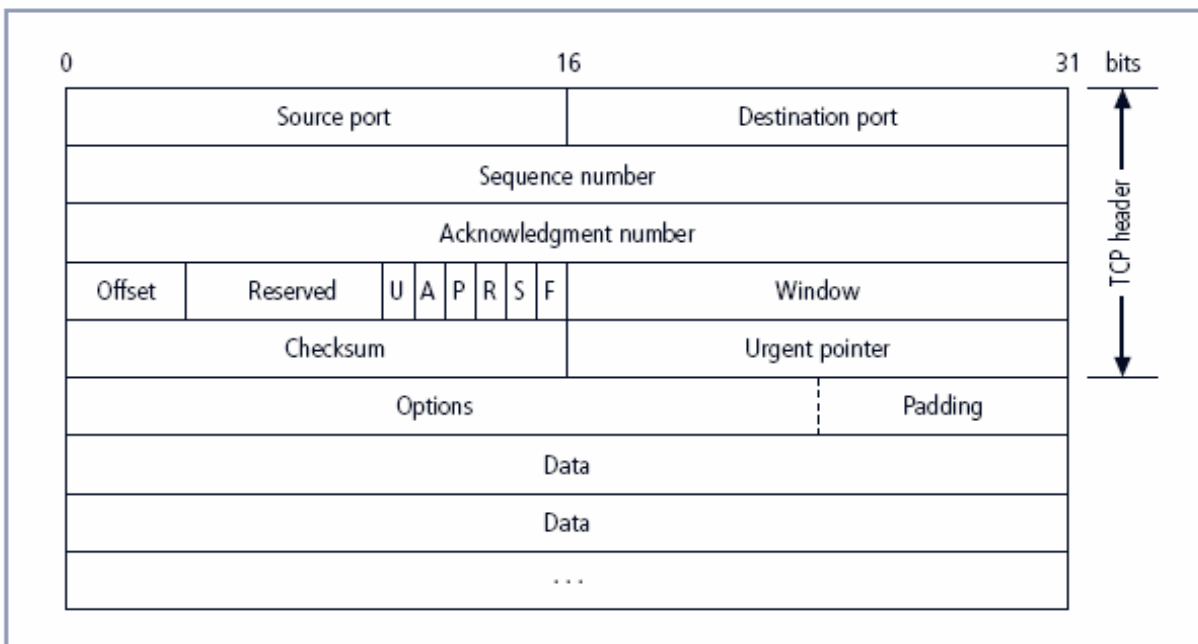 0 16 31 bits
Source port Destination port
Sequence number
Acknowledgment number
Offset Reserved U A P R S F Window
Checksum Urgent pointer
Options Padding
Data
Data
. . .
TCP header